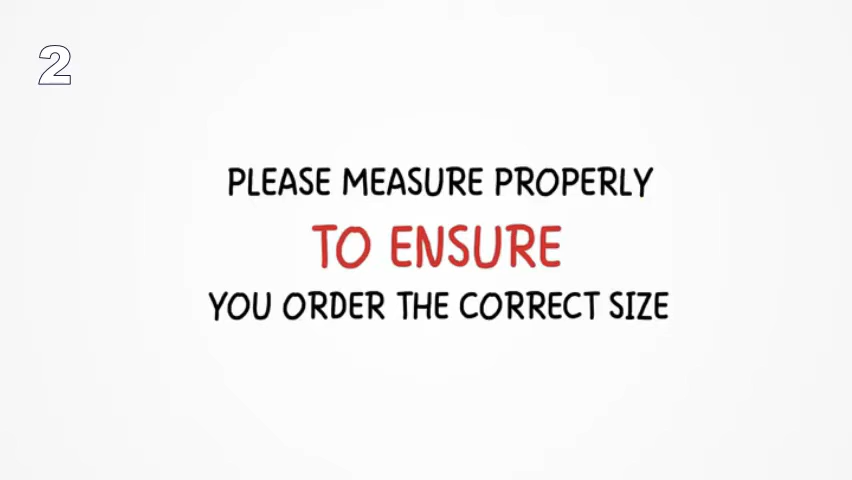 2
PLEASE MEASURE PROPERLY
TO ENSURE
YOU ORDER THE CORRECT SIZE